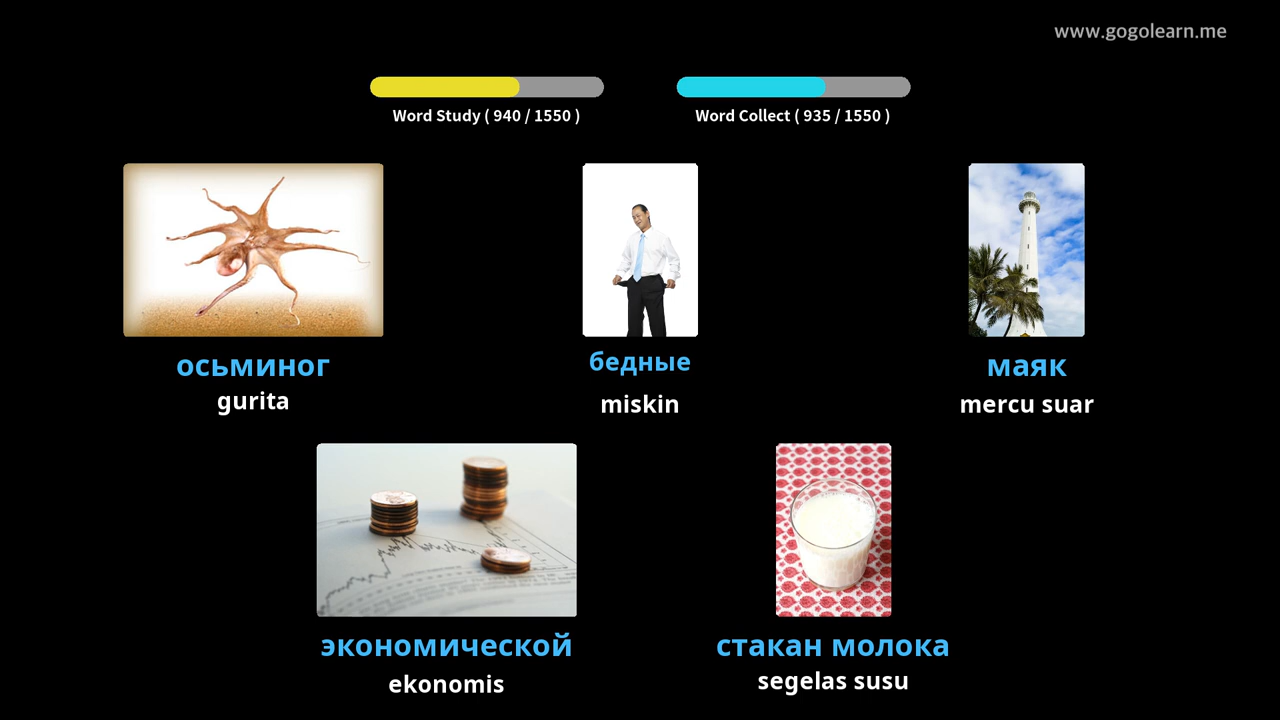 www.gogolearn.me
Word Study ( 940 / 1550 )
Word Collect ( 935 / 1550 )
осьминог
gurita
бедные
miskin
маяк
mercu suar
экономической
ekonomis
стакан молока
segelas susu